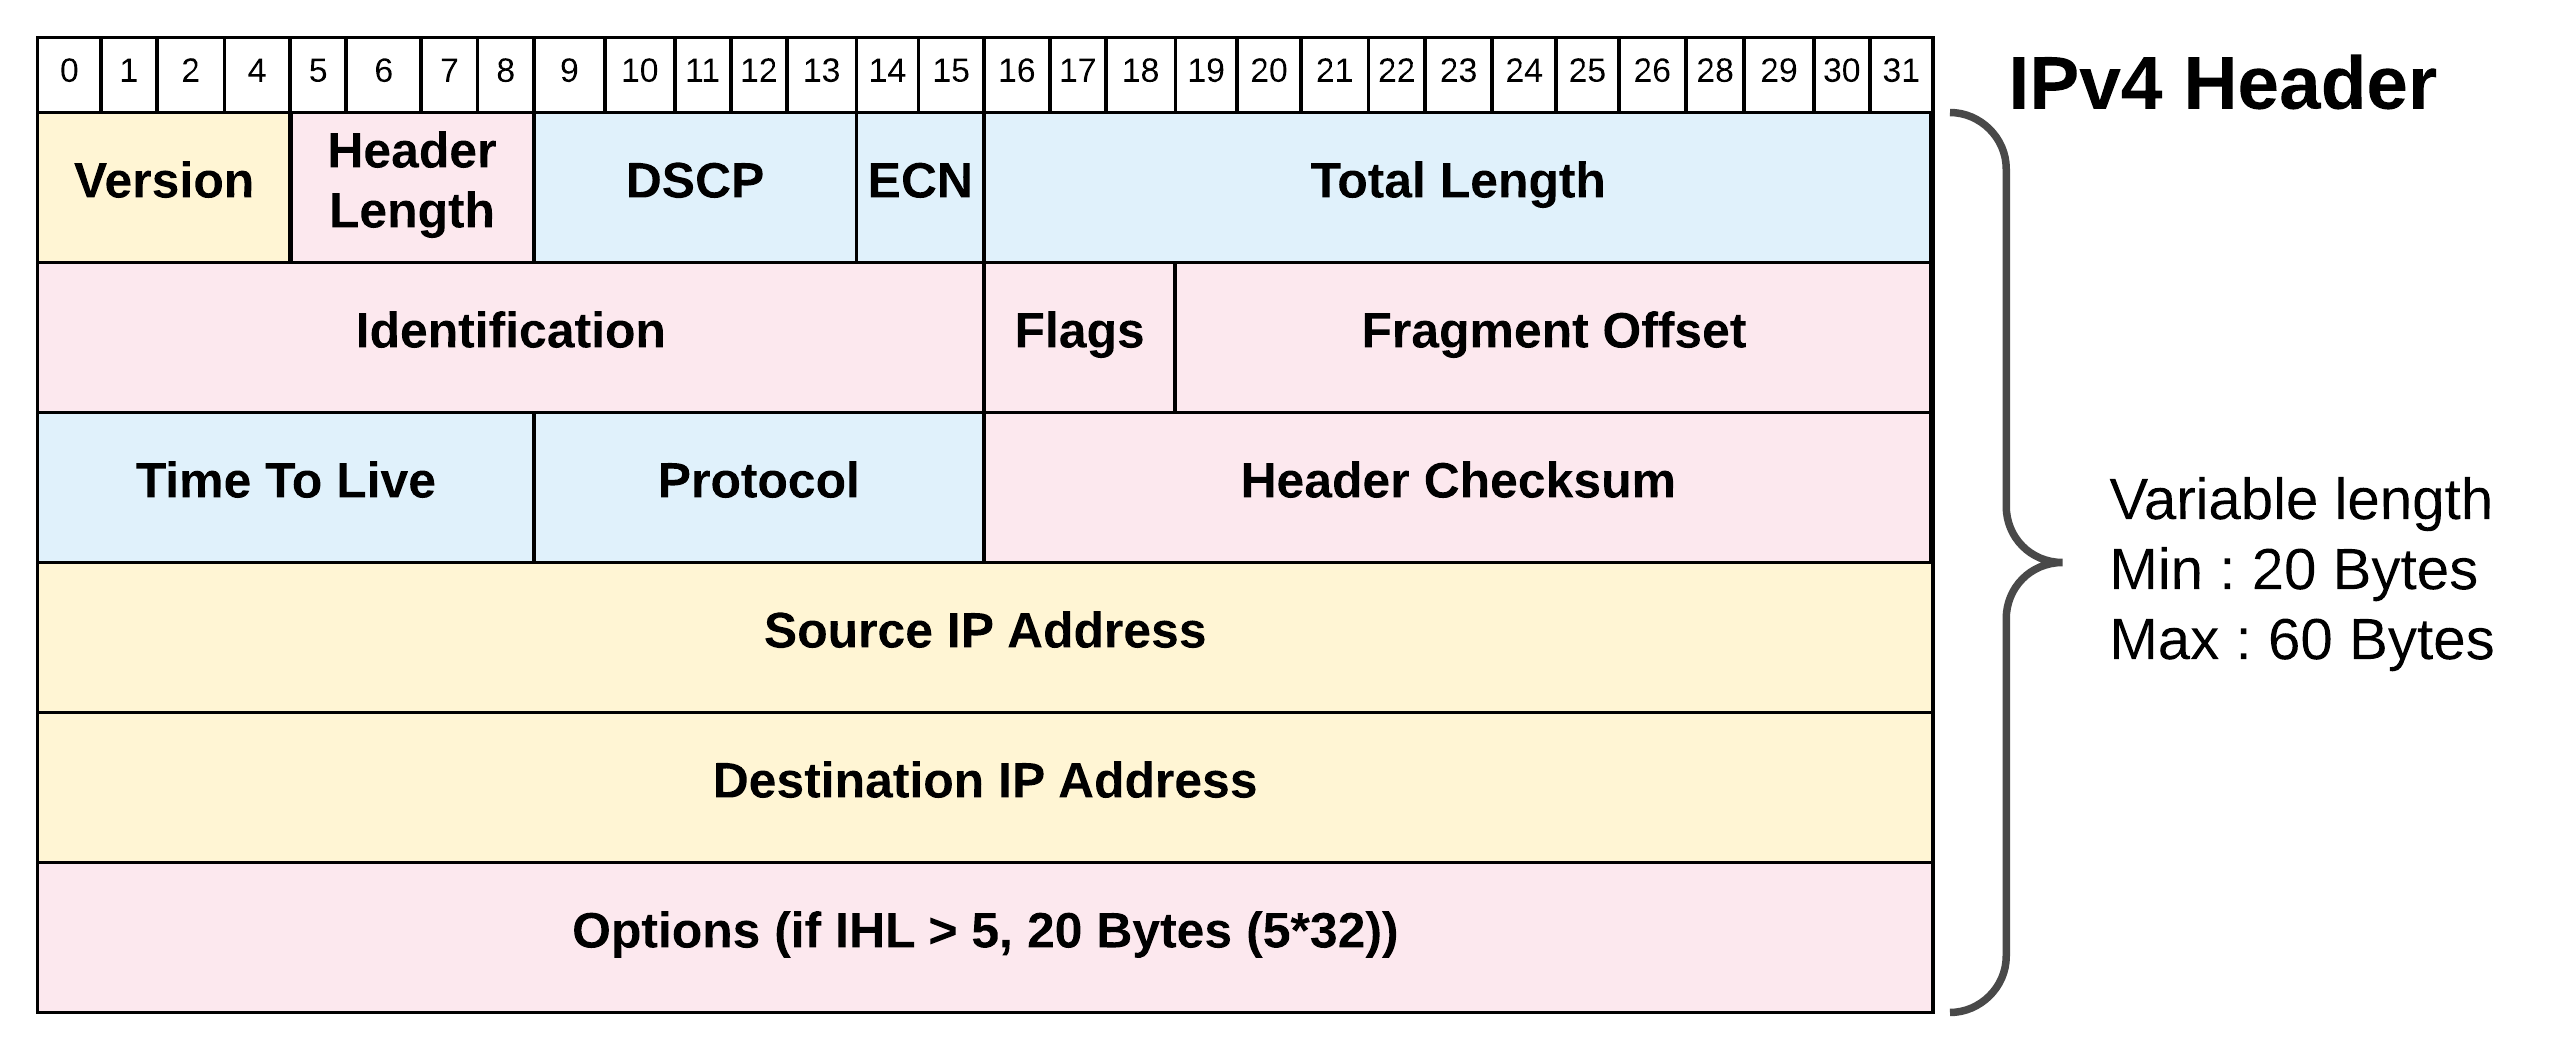 0 1 2 4 5 6 7 8 9 10 11 12 13 14 15 16 17 18 19 20 21 22 23 24 25 26 28 29 30 31
IPv4 Header
Version
Header
Length
DSCP
ECN
Total Length
Identification
Flags
Fragment Offset
Time To Live
Protocol
Header Checksum
Source IP Address
Destination IP Address
Options (if IHL > 5, 20 Bytes (5*32))
Variable length
Min : 20 Bytes
Max : 60 Bytes